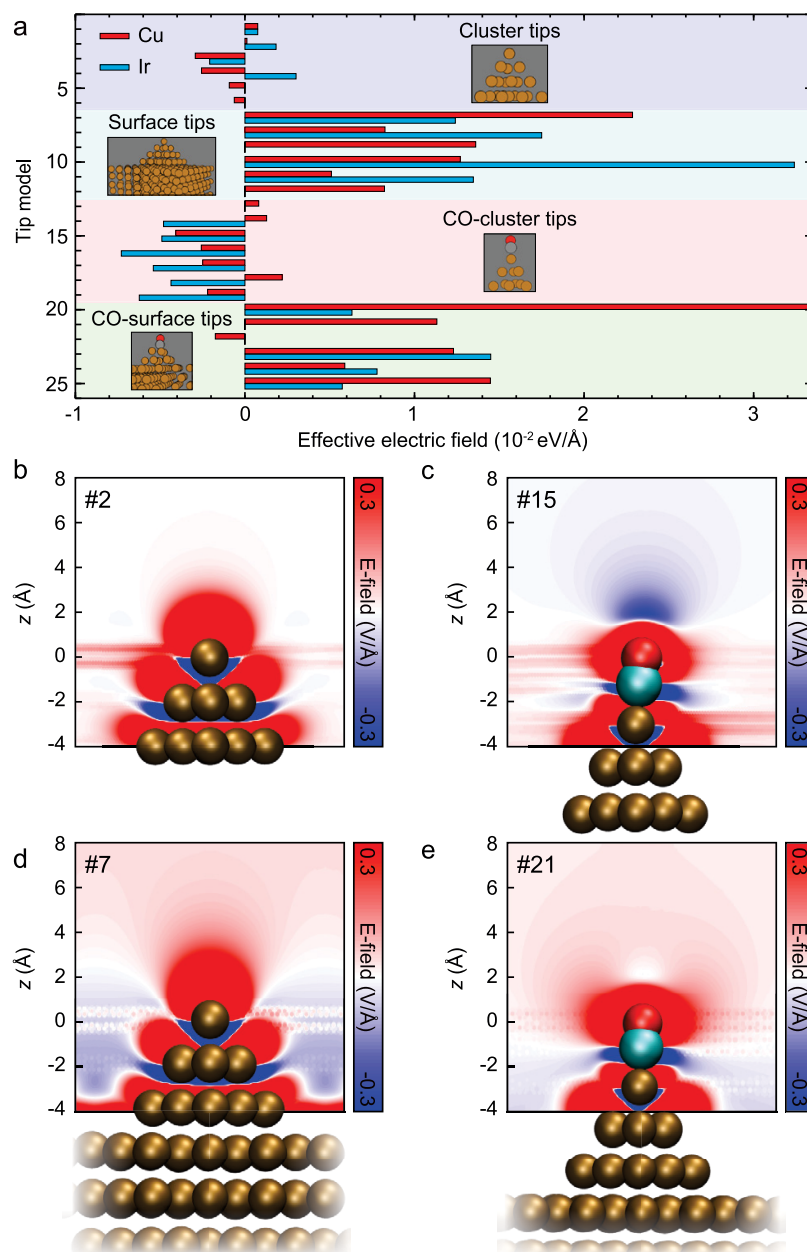 a
Cu
Ir
Cluster tips
Surface tips
CO-cluster tips
CO-surface tips
Tip model
5
10
15
20
25
-1
0
1
2
3
Effective electric field (10⁻² eV/Å)
b
#2
z (Å)
8
6
4
2
0
-2
-4
0.3
E-field (V/Å)
-0.3
c
#15
z (Å)
8
6
4
2
0
-2
-4
0.3
E-field (V/Å)
-0.3
d
#7
z (Å)
8
6
4
2
0
-2
-4
0.3
E-field (V/Å)
-0.3
e
#21
z (Å)
8
6
4
2
0
-2
-4
0.3
E-field (V/Å)
-0.3